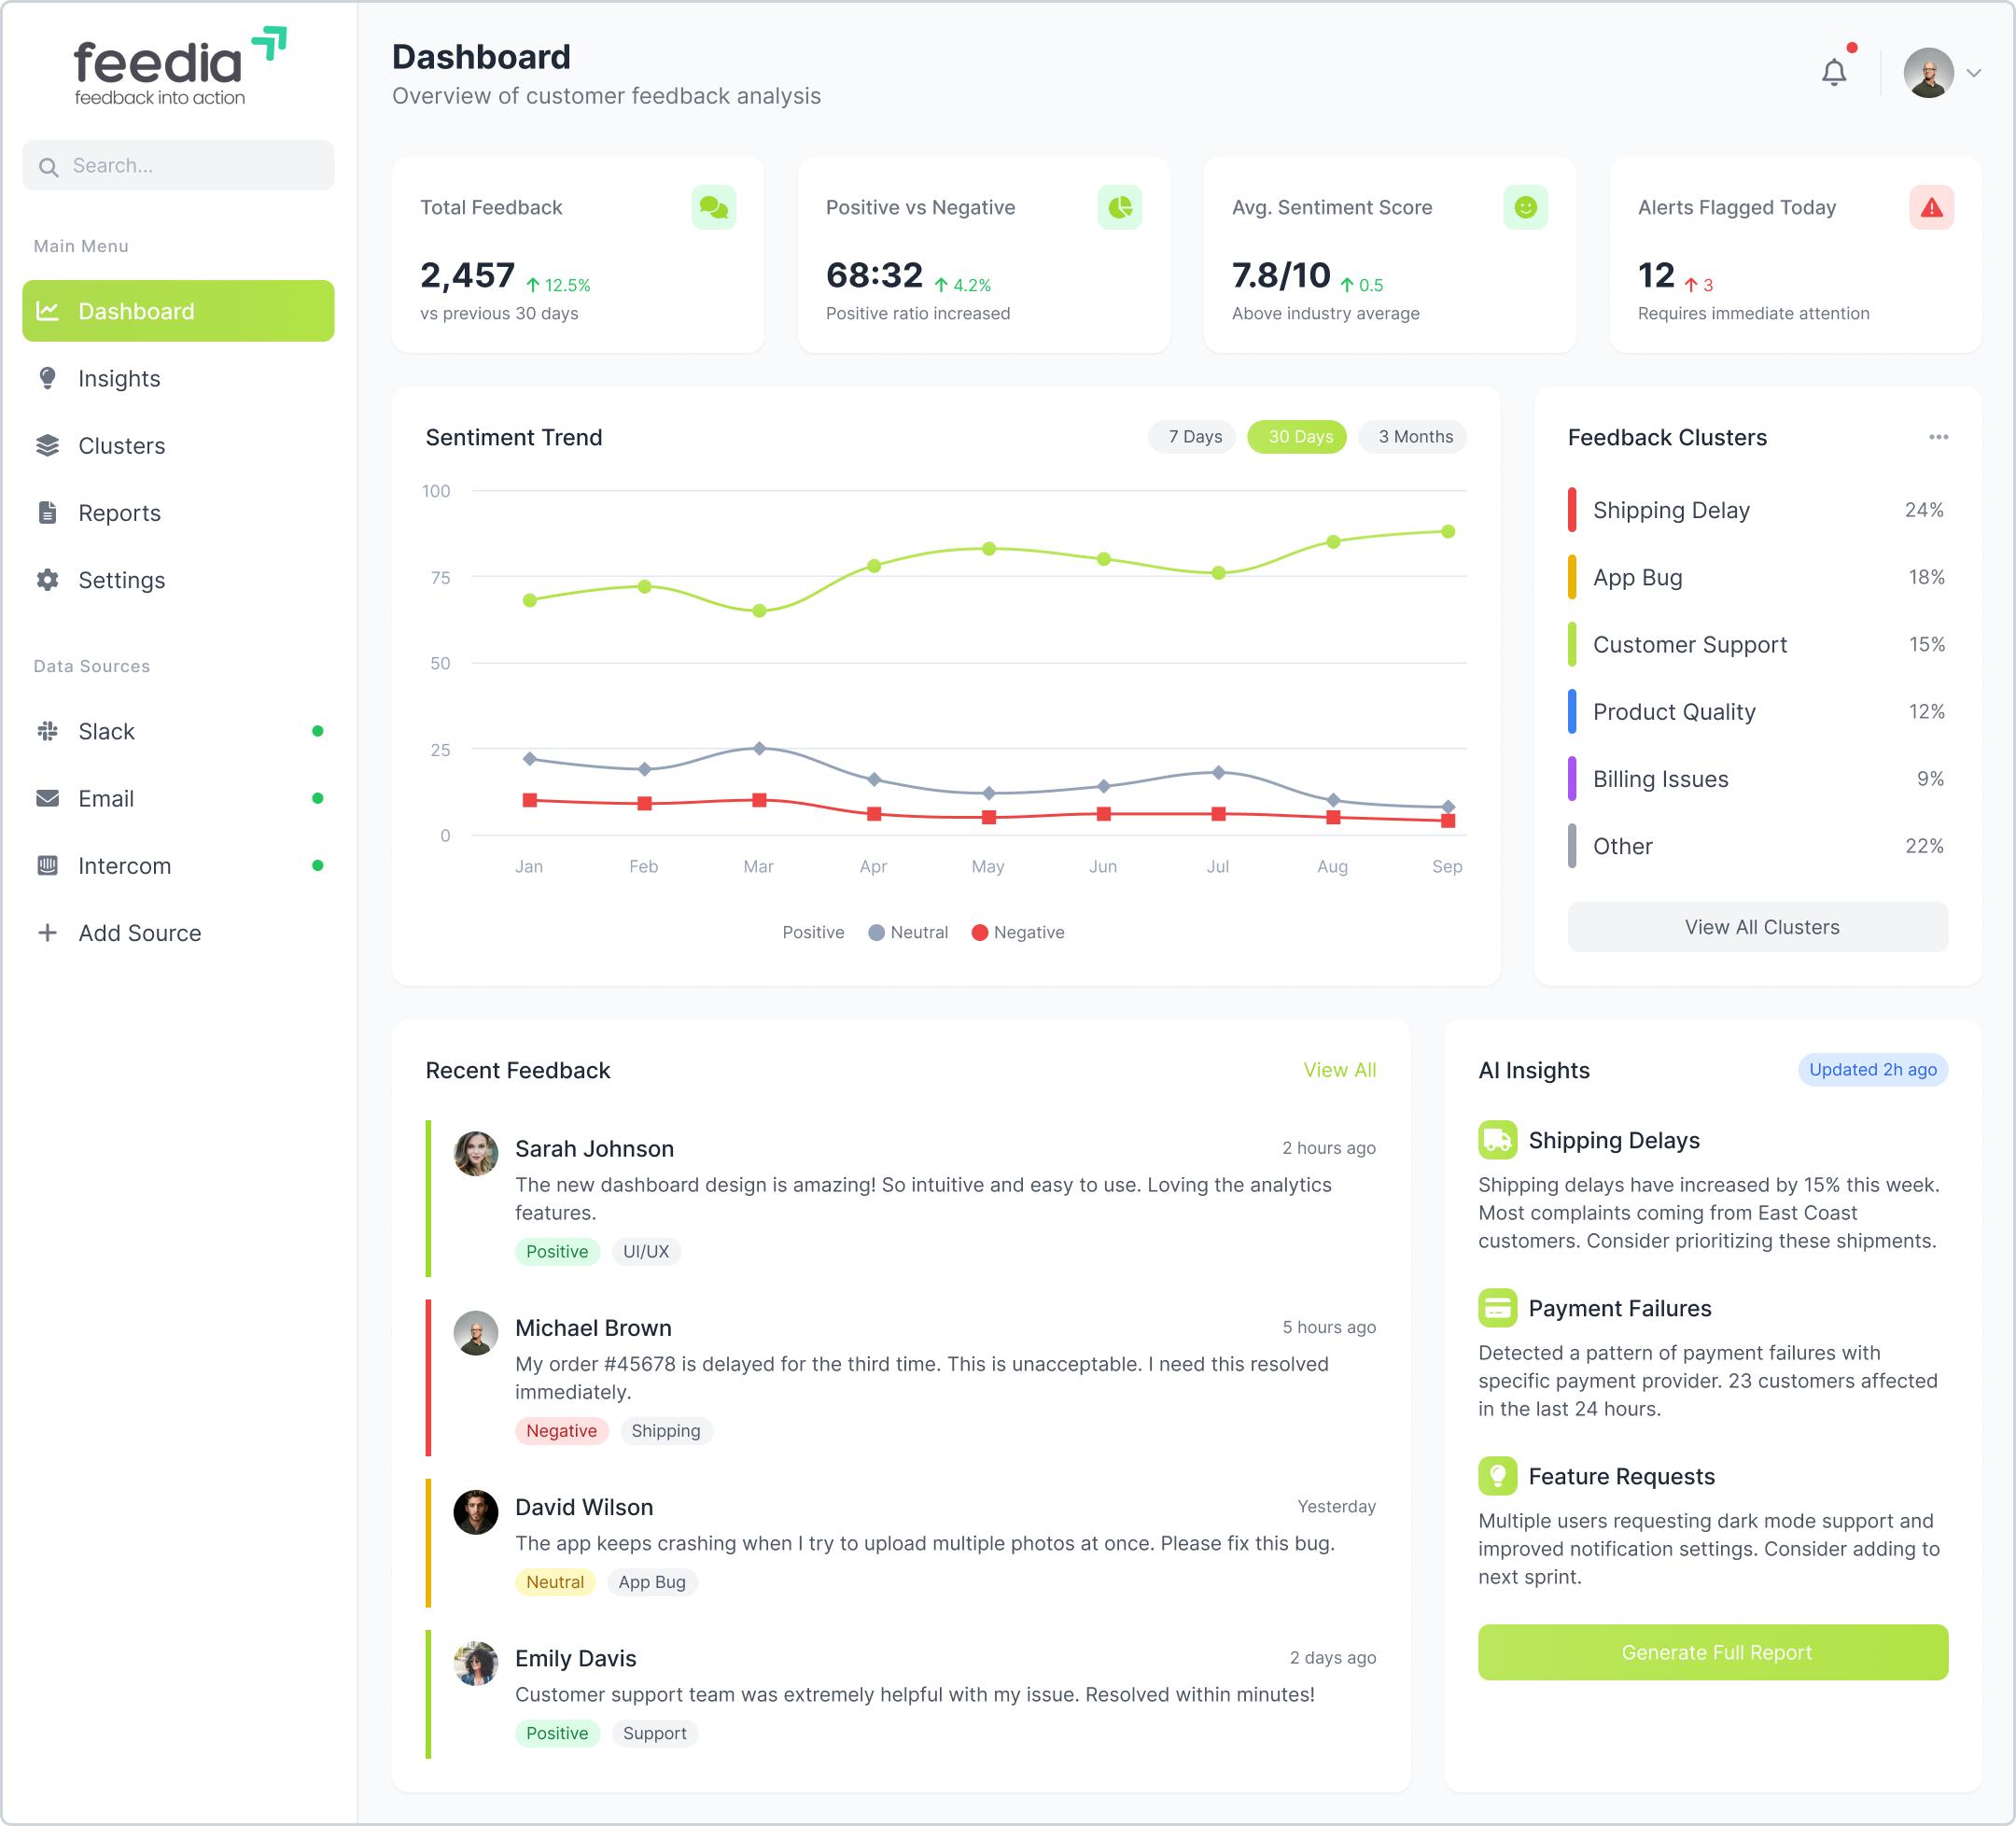 feedia
feedback into action
Search...
Main Menu
Dashboard
Insights
Clusters
Reports
Settings
Data Sources
Slack
Email
Intercom
Add Source
Dashboard
Overview of customer feedback analysis
Total Feedback
2,457 12.5%
vs previous 30 days
Positive vs Negative
68:32 4.2%
Positive ratio increased
Avg. Sentiment Score
7.8/10 0.5
Above industry average
Alerts Flagged Today
12 3
Requires immediate attention
Sentiment Trend
7 Days 30 Days 3 Months
100
75
50
25
0
Jan Feb Mar Apr May Jun Jul Aug Sep
Positive Neutral Negative
Feedback Clusters
Shipping Delay 24%
App Bug 18%
Customer Support 15%
Product Quality 12%
Billing Issues 9%
Other 22%
View All Clusters
Recent Feedback View All
Sarah Johnson 2 hours ago
The new dashboard design is amazing! So intuitive and easy to use. Loving the analytics
features.
Positive UI/UX
Michael Brown 5 hours ago
My order #45678 is delayed for the third time. This is unacceptable. I need this resolved
immediately.
Negative Shipping
David Wilson Yesterday
The app keeps crashing when I try to upload multiple photos at once. Please fix this bug.
Neutral App Bug
Emily Davis 2 days ago
Customer support team was extremely helpful with my issue. Resolved within minutes!
Positive Support
AI Insights Updated 2h ago
Shipping Delays
Shipping delays have increased by 15% this week.
Most complaints coming from East Coast
customers. Consider prioritizing these shipments.
Payment Failures
Detected a pattern of payment failures with
specific payment provider. 23 customers affected
in the last 24 hours.
Feature Requests
Multiple users requesting dark mode support and
improved notification settings. Consider adding to
next sprint.
Generate Full Report